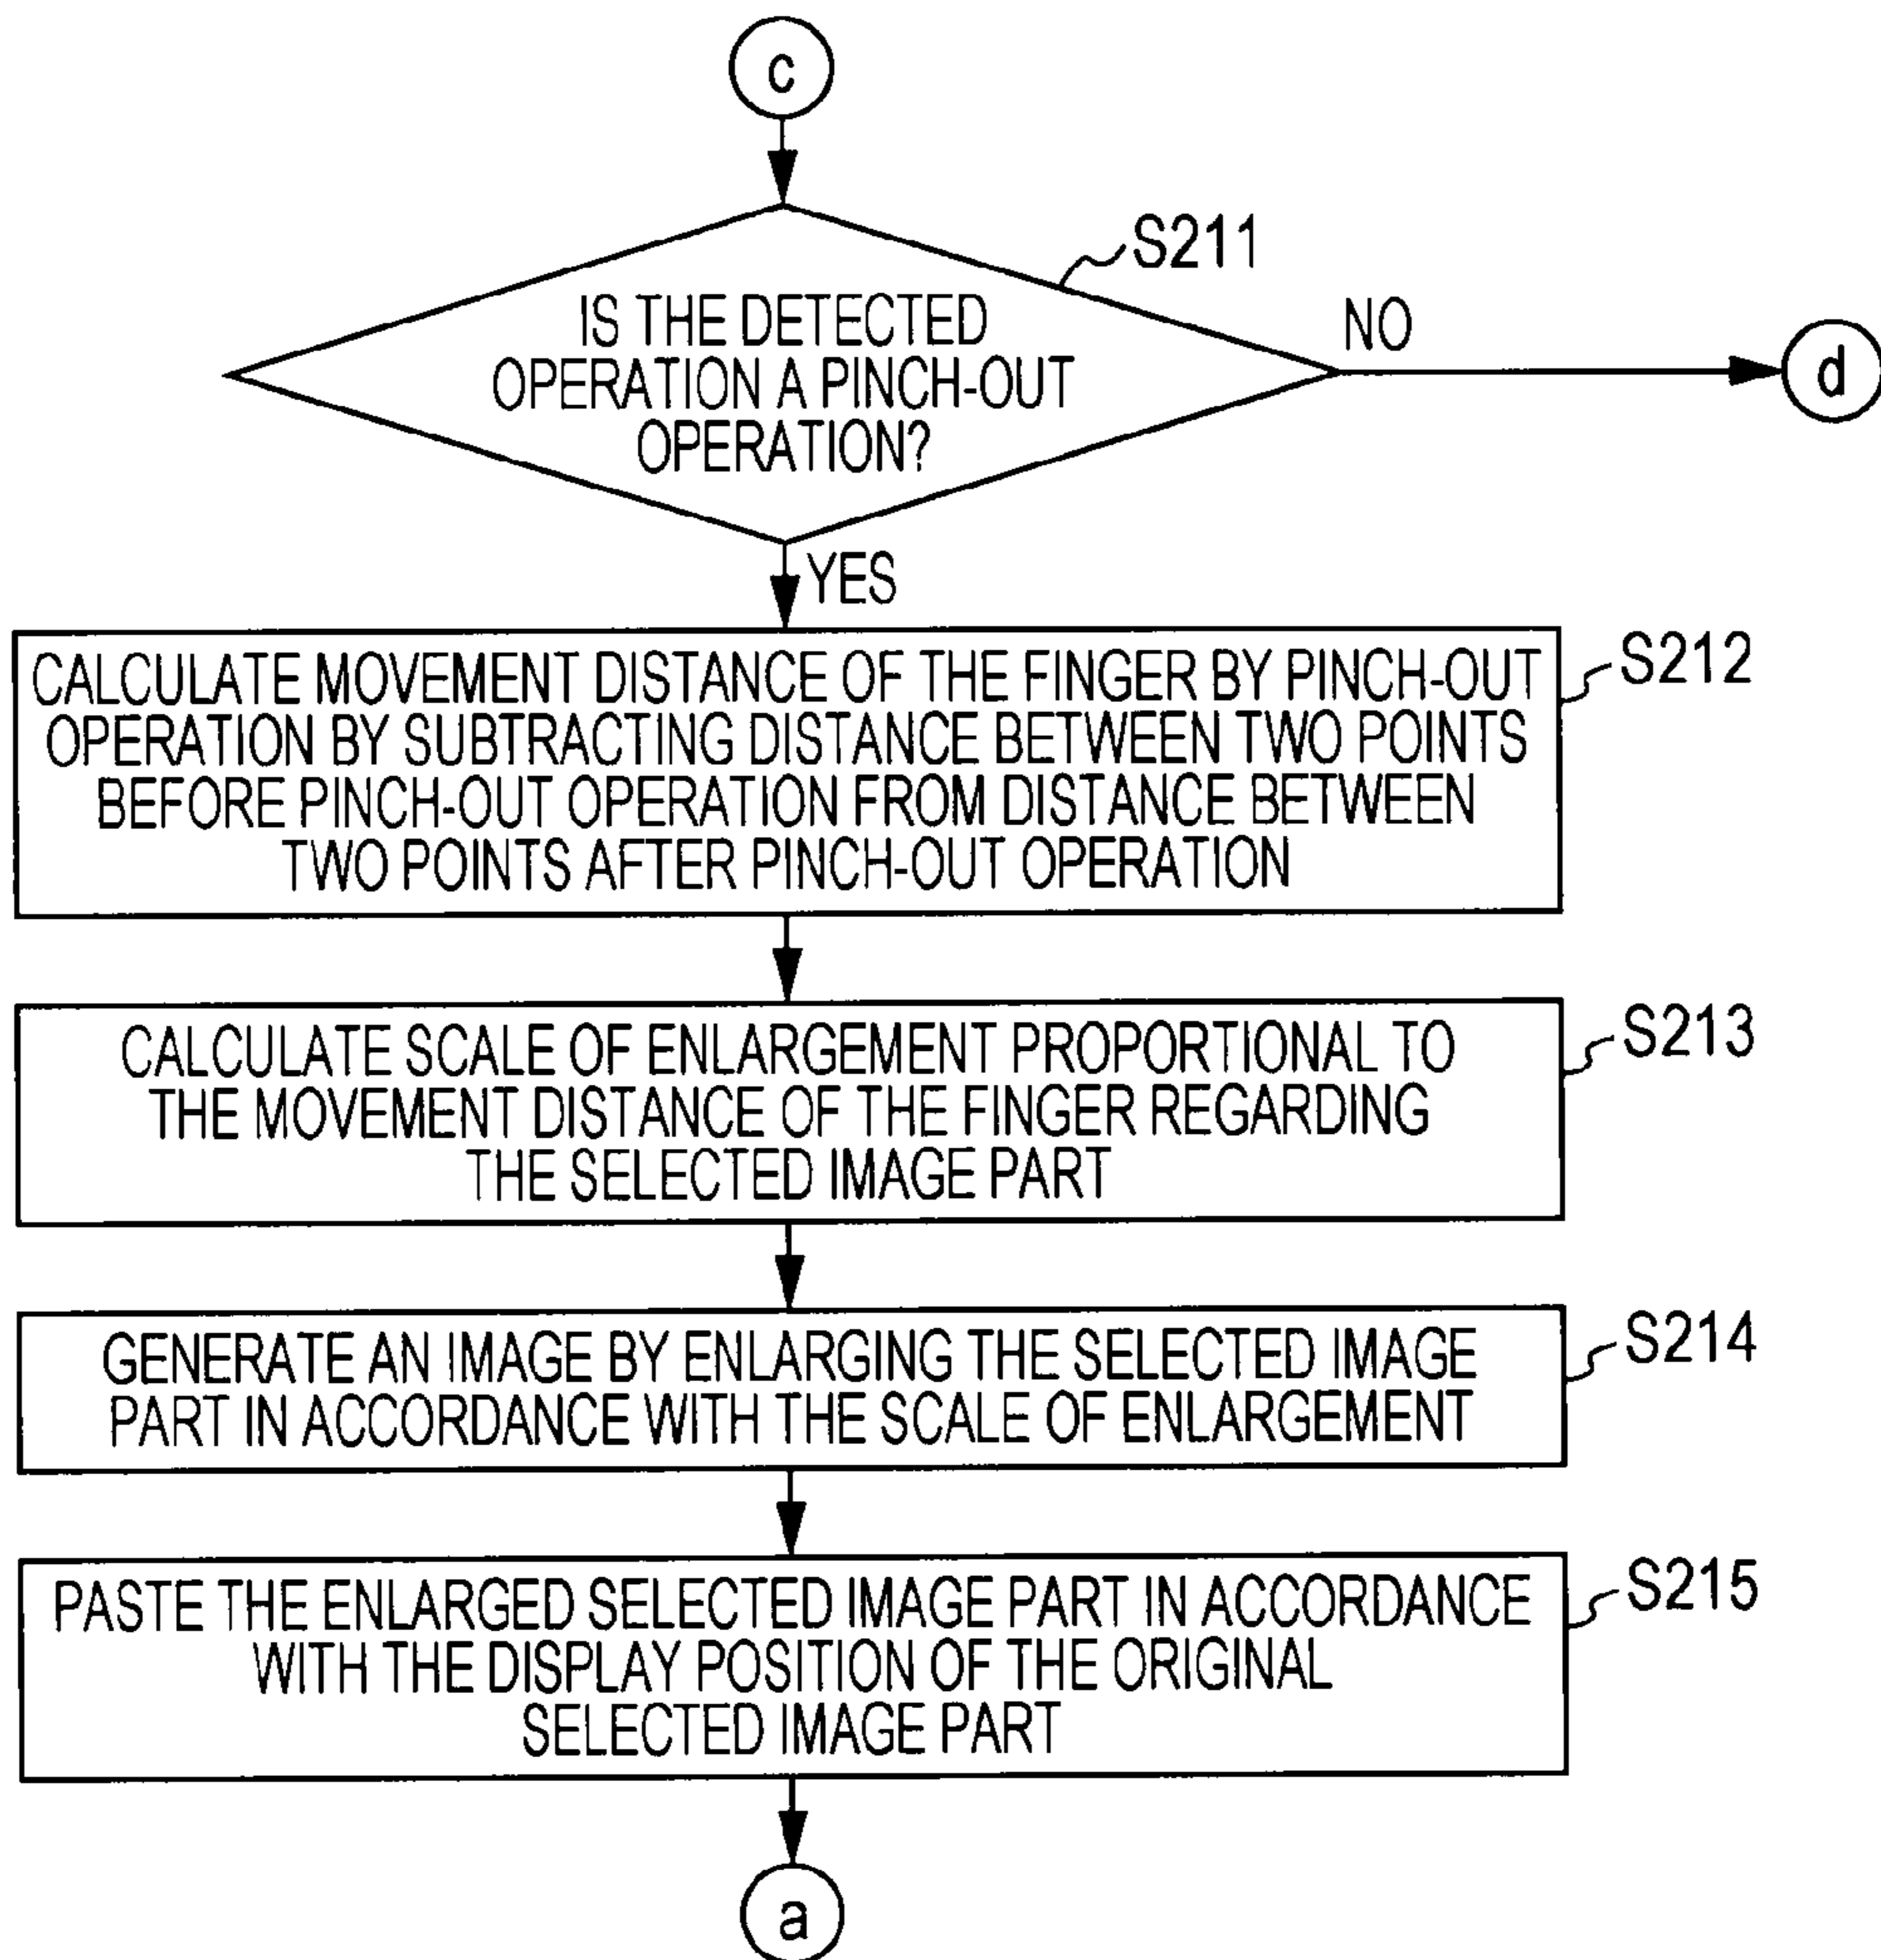 c
S211
IS THE DETECTED
OPERATION A PINCH-OUT
OPERATION?
NO
d
YES
CALCULATE MOVEMENT DISTANCE OF THE FINGER BY PINCH-OUT
OPERATION BY SUBTRACTING DISTANCE BETWEEN TWO POINTS
BEFORE PINCH-OUT OPERATION FROM DISTANCE BETWEEN
TWO POINTS AFTER PINCH-OUT OPERATION
S212
CALCULATE SCALE OF ENLARGEMENT PROPORTIONAL TO
THE MOVEMENT DISTANCE OF THE FINGER REGARDING
THE SELECTED IMAGE PART
S213
GENERATE AN IMAGE BY ENLARGING THE SELECTED IMAGE
PART IN ACCORDANCE WITH THE SCALE OF ENLARGEMENT
S214
PASTE THE ENLARGED SELECTED IMAGE PART IN ACCORDANCE
WITH THE DISPLAY POSITION OF THE ORIGINAL
SELECTED IMAGE PART
S215
a